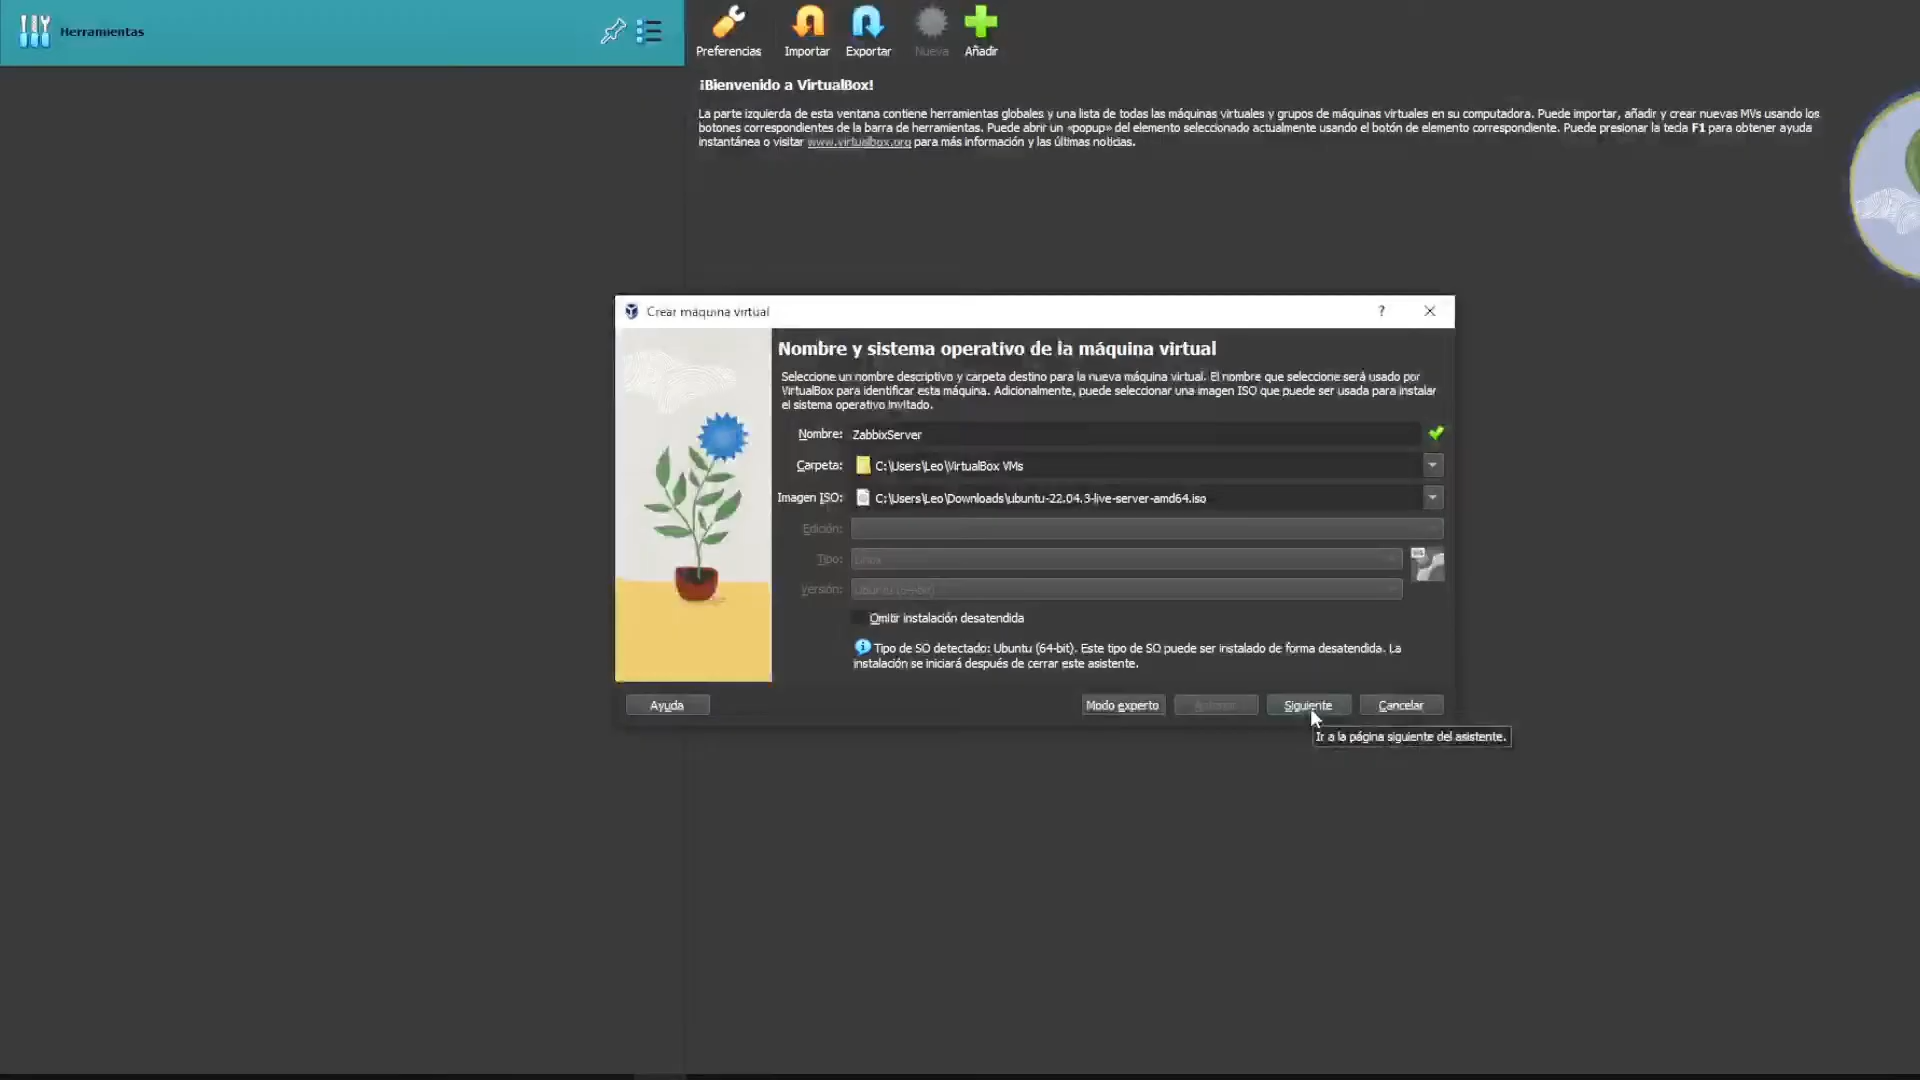 Herramientas
Preferencias
Importar
Exportar
Nueva
Añadir
¡Bienvenido a VirtualBox!
La parte izquierda de esta ventana contiene herramientas globales y una lista de todas las máquinas virtuales y grupos de máquinas virtuales en su computadora. Puede importar, añadir y crear nuevas MVs usando los
botones correspondientes de la barra de herramientas. Puede abrir un «popup» del elemento seleccionado actualmente usando el botón de elemento correspondiente. Puede presionar la tecla F1 para obtener ayuda
instantánea o visitar www.virtualbox.org para más información y las últimas noticias.
Crear máquina virtual
?
Nombre y sistema operativo de la máquina virtual
Seleccione un nombre descriptivo y carpeta destino para la nueva máquina virtual. El nombre que seleccione será usado por
VirtualBox para identificar esta máquina. Adicionalmente, puede seleccionar una imagen ISO que puede ser usada para instalar
el sistema operativo invitado.
Nombre: ZabbixServer
Carpeta: C:\Users\Leo\VirtualBox VMs
Imagen ISO: C:\Users\Leo\Downloads\ubuntu-22.04.3-live-server-amd64.iso
Edición:
Tipo: Linux
Versión: Ubuntu (64-bit)
Omitir instalación desatendida
Tipo de SO detectado: Ubuntu (64-bit). Este tipo de SO puede ser instalado de forma desatendida. La
instalación se iniciará después de cerrar este asistente.
Ayuda
Modo experto
Anterior
Siguiente
Cancelar
Ir a la página siguiente del asistente.